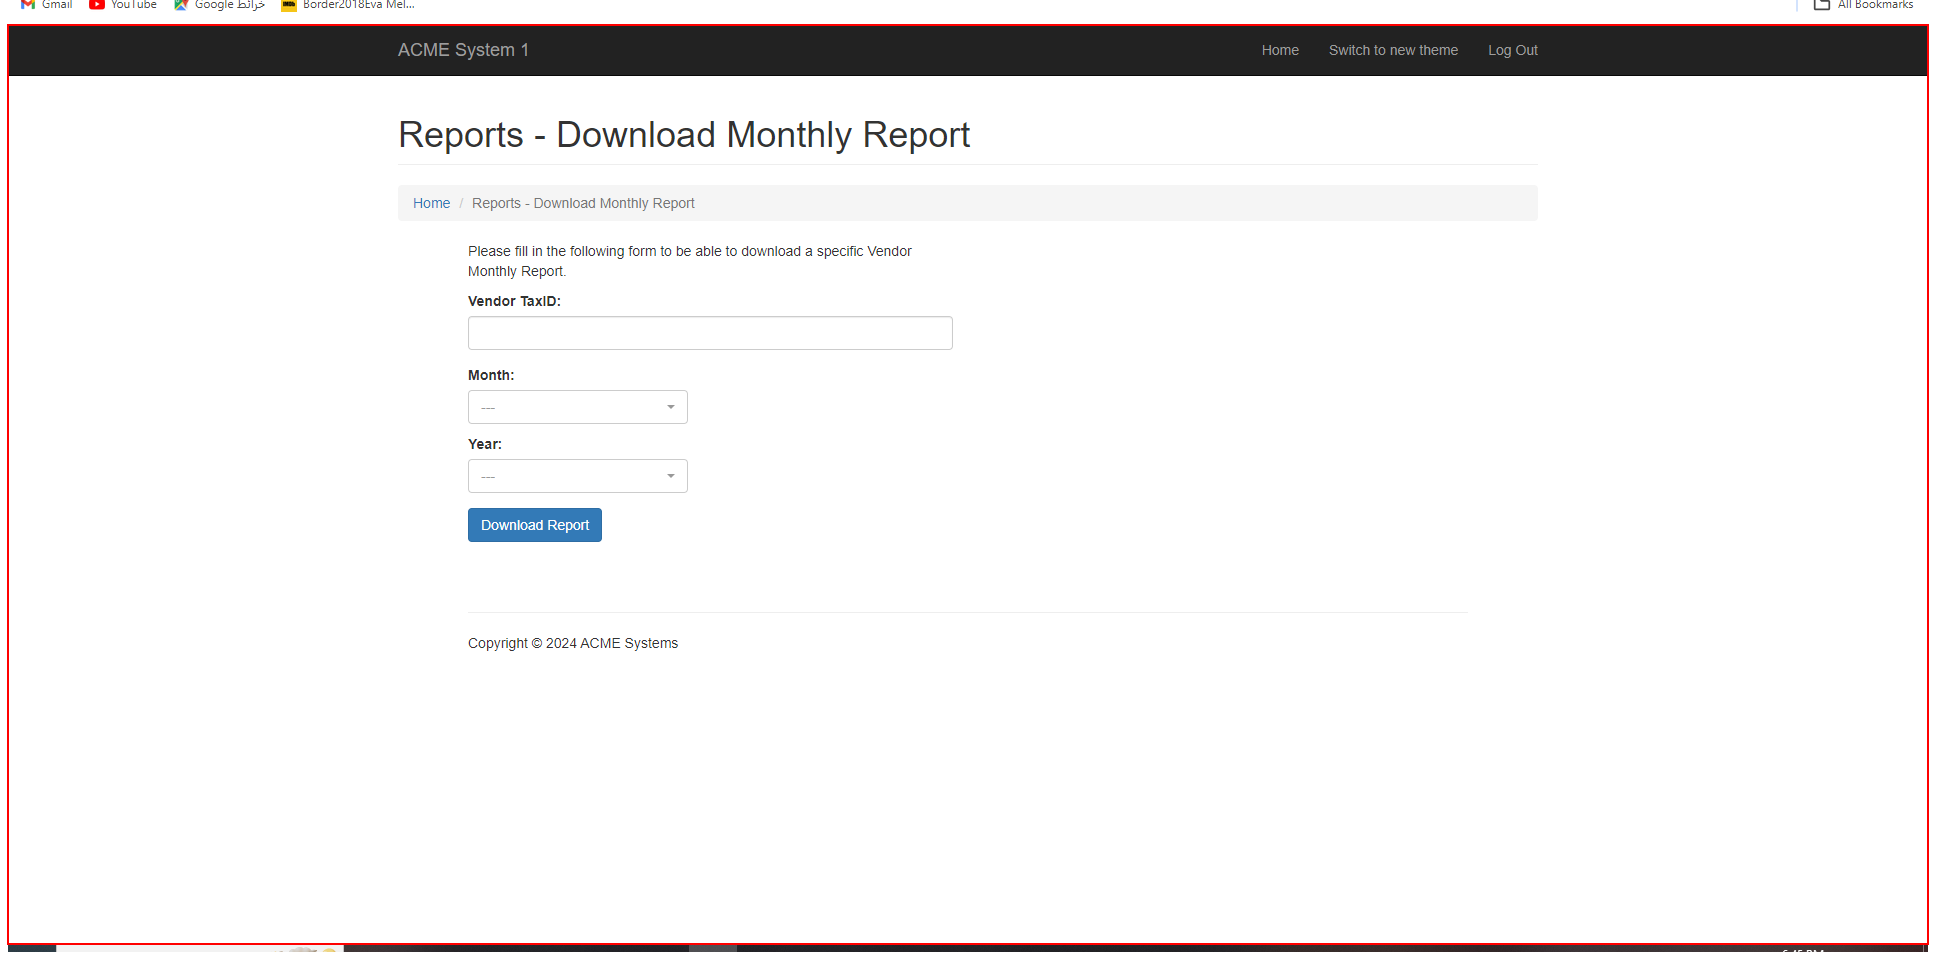 Gmail YouTube خرائط Google Border2018Eva Mel... All Bookmarks
ACME System 1 Home Switch to new theme Log Out
Reports - Download Monthly Report
Home / Reports - Download Monthly Report
Please fill in the following form to be able to download a specific Vendor
Monthly Report.
Vendor TaxID:
Month:
---
Year:
---
Download Report
Copyright © 2024 ACME Systems